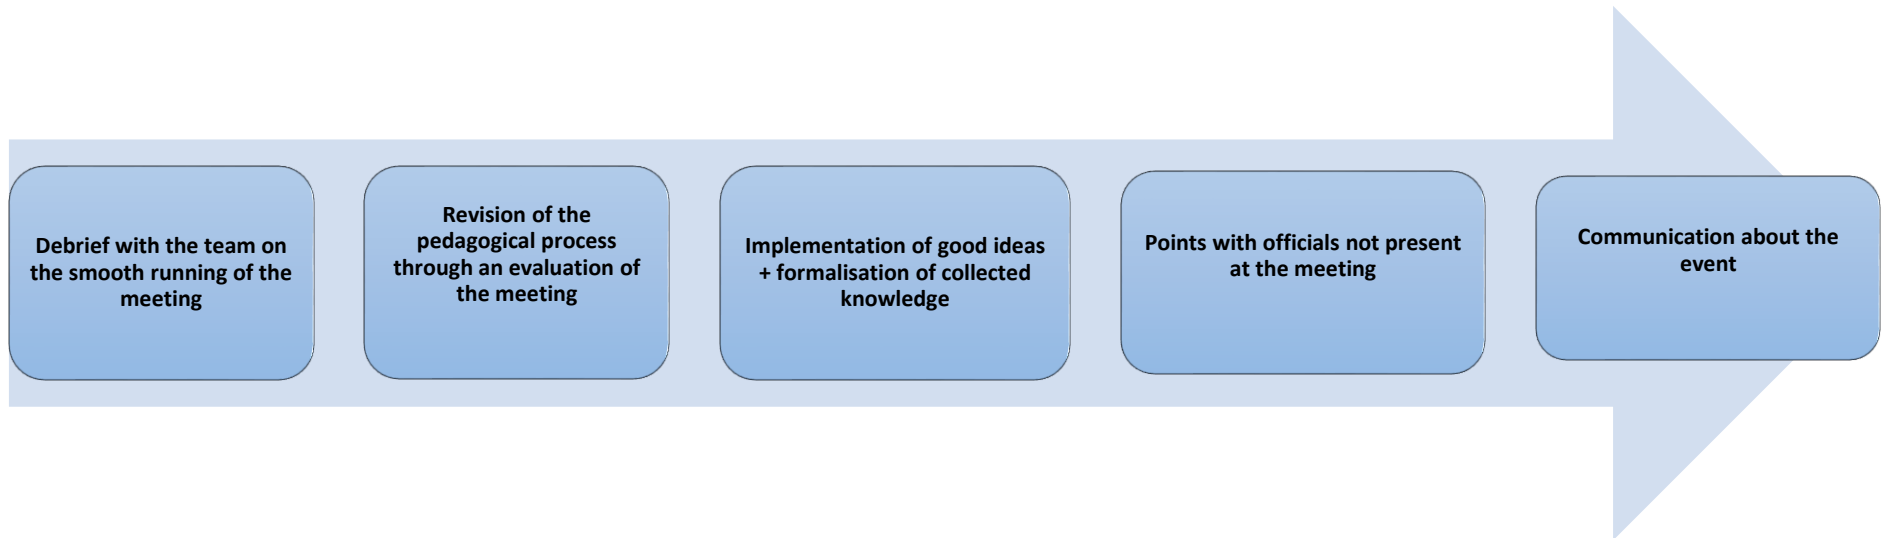 Debrief with the team on
the smooth running of the
meeting
Revision of the
pedagogical process
through an evaluation of
the meeting
Implementation of good ideas
+ formalisation of collected
knowledge
Points with officials not present
at the meeting
Communication about the
event